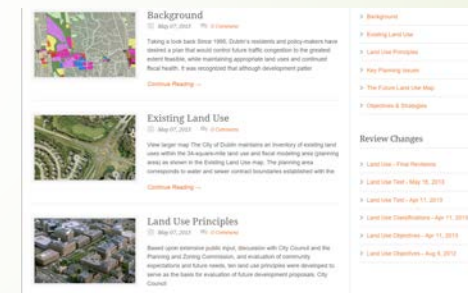 Background
May 07, 2013 0 Comments
Taking a look back Since 1988, Dublin's residents and policy-makers have
desired a plan that would control future traffic congestion to the greatest
extent feasible, while maintaining appropriate land uses and continued
fiscal health. It was recognized that although development patter
Continue Reading →
Existing Land Use
May 07, 2013 0 Comments
View larger map The City of Dublin maintains an inventory of existing land
uses within the 34-square-mile land use and fiscal modeling area (planning
area) as shown in the Existing Land Use map. The planning area
corresponds to water and sewer contract boundaries established with the
Continue Reading →
Land Use Principles
May 07, 2013 0 Comments
Based upon extensive public input, discussion with City Council and the
Planning and Zoning Commission, and evaluation of community
expectations and future needs, ten land use principles were developed to
serve as the basis for evaluation of future development proposals. City
Council
Background
Existing Land Use
Land Use Principles
Key Planning Issues
The Future Land Use Map
Objectives & Strategies
Review Changes
Land Use - Final Revisions
Land Use Text - May 16, 2013
Land Use Text - Apr 11, 2013
Land Use Classifications - Apr 11, 2013
Land Use Objectives - Apr 11, 2013
Land Use Objectives - Aug 9, 2012